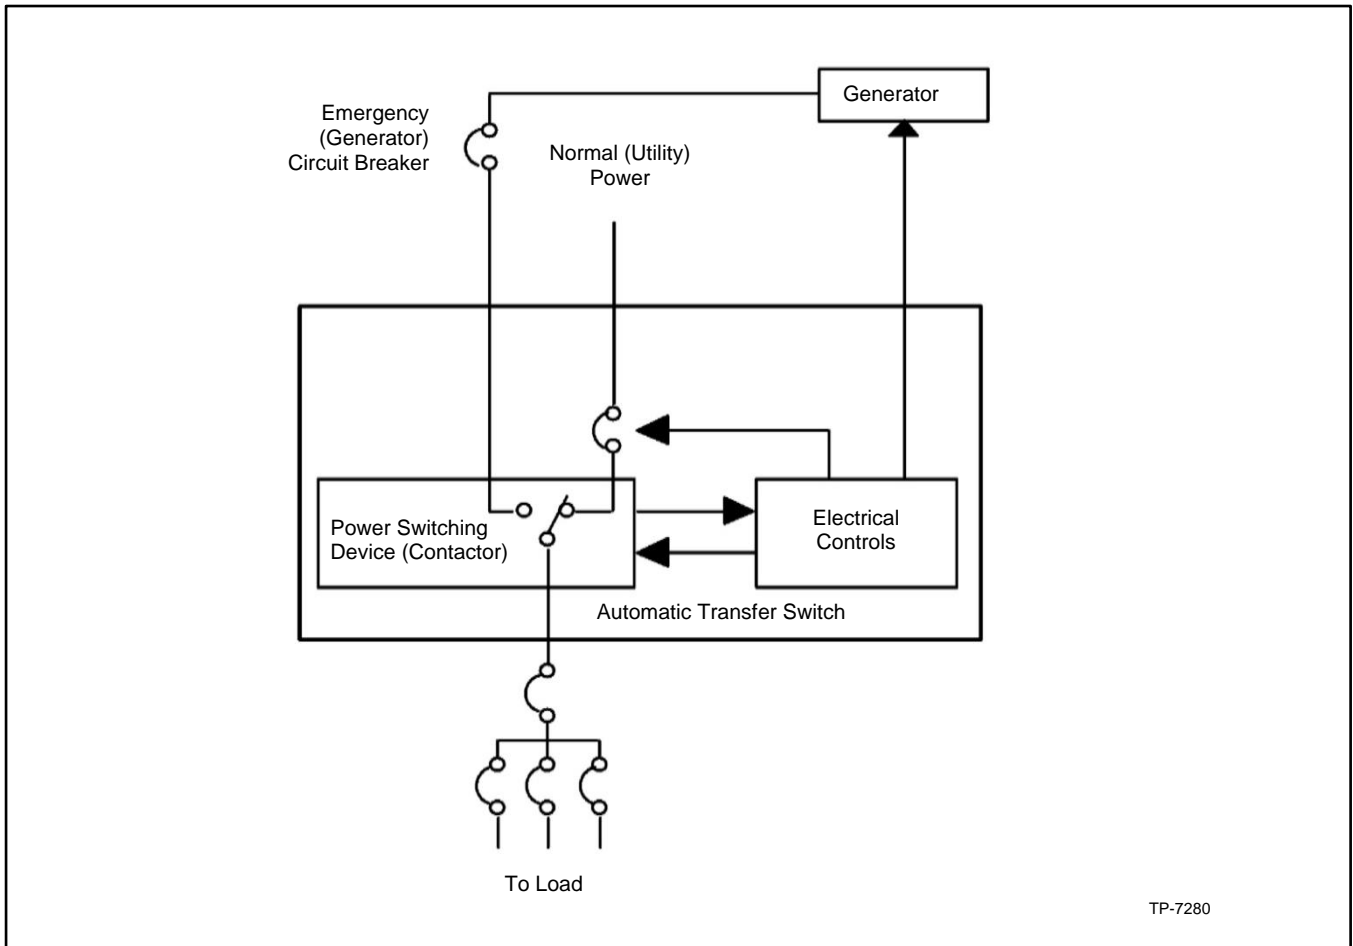 Generator
Emergency
(Generator)
Circuit Breaker
Normal (Utility)
Power
Power Switching
Device (Contactor)
Electrical
Controls
Automatic Transfer Switch
To Load
TP-7280